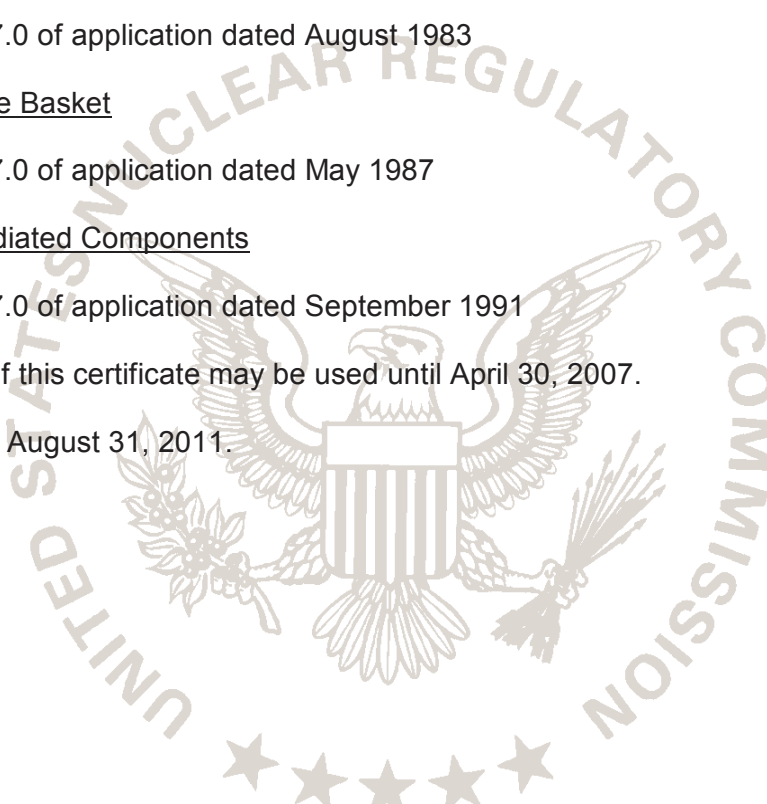 7.0 of application dated August 1983
e Basket
7.0 of application dated May 1987
diated Components
7.0 of application dated September 1991
f this certificate may be used until April 30, 2007.
August 31, 2011.
UNITED STATES NUCLEAR REGULATORY COMMISSION